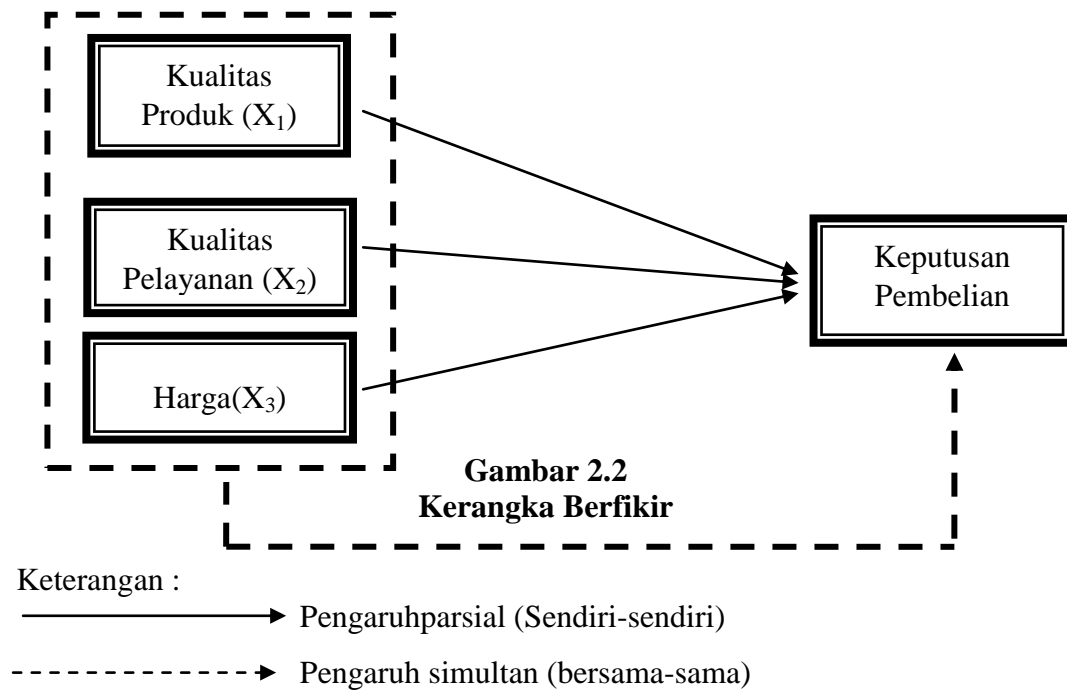 Kualitas
Produk (X₁)
Kualitas
Pelayanan (X₂)
Harga(X₃)
Keputusan
Pembelian
Gambar 2.2
Kerangka Berfikir
Keterangan :
Pengaruhparsial (Sendiri-sendiri)
Pengaruh simultan (bersama-sama)